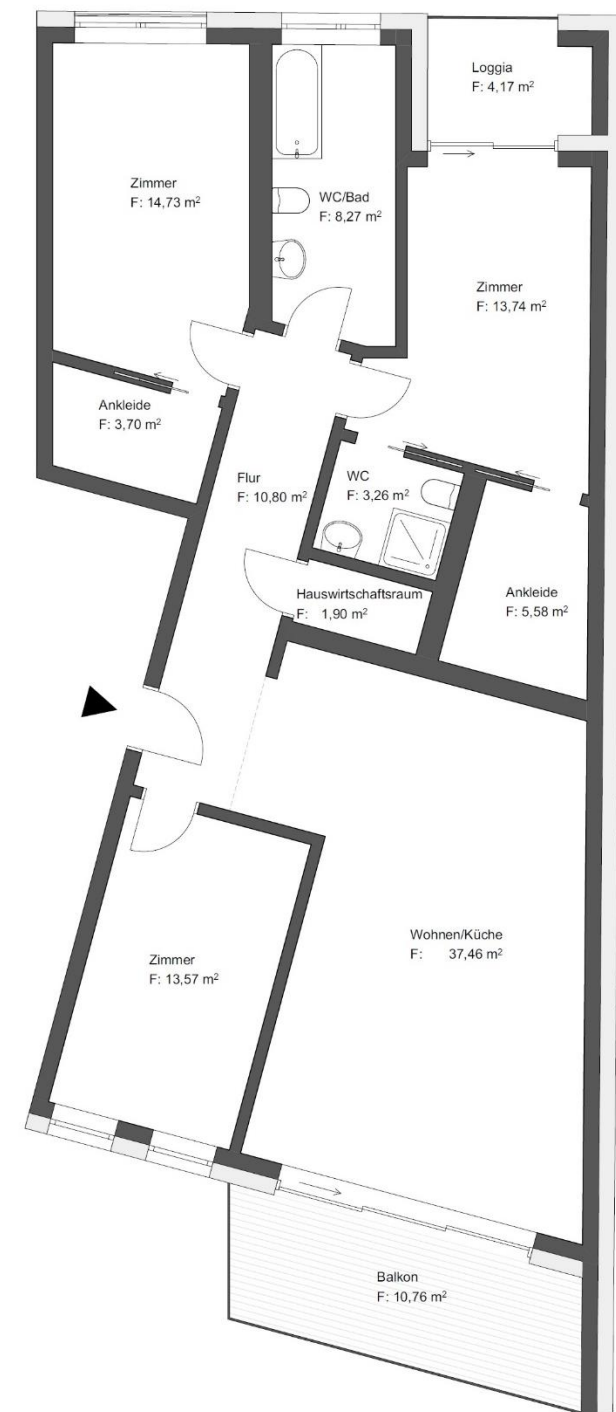 Loggia
F: 4,17 m²
Zimmer
F: 14,73 m²
WC/Bad
F: 8,27 m²
Zimmer
F: 13,74 m²
Ankleide
F: 3,70 m²
Flur
F: 10,80 m²
WC
F: 3,26 m²
Hauswirtschaftsraum
F: 1,90 m²
Ankleide
F: 5,58 m²
Wohnen/Küche
F: 37,46 m²
Zimmer
F: 13,57 m²
Balkon
F: 10,76 m²